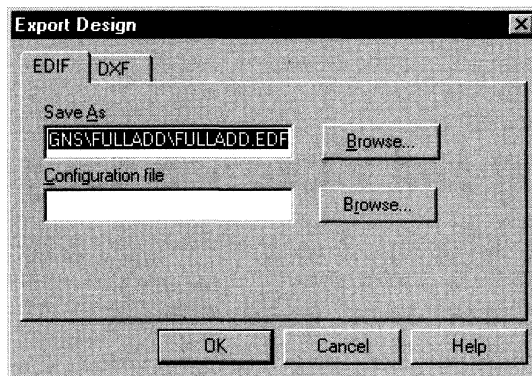 Export Design
EDIF DXF
Save As
GNS\FULLADD\FULLADD.EDF
Browse...
Configuration file
Browse...
OK Cancel Help